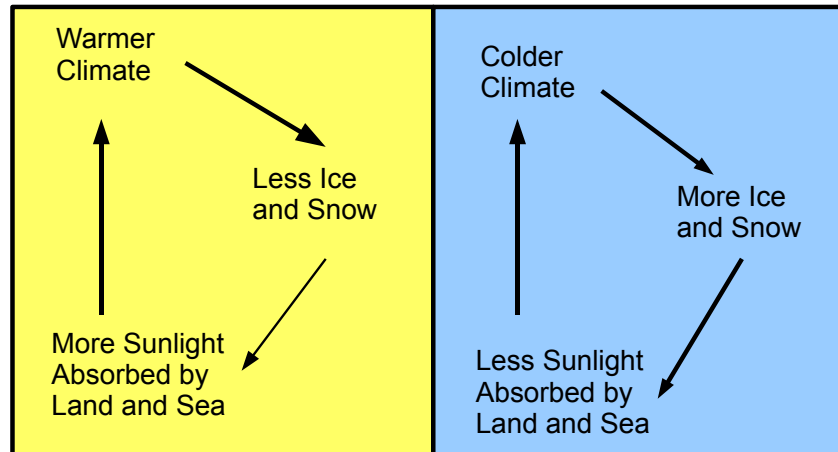 Warmer
Climate
Less Ice
and Snow
More Sunlight
Absorbed by
Land and Sea
Colder
Climate
More Ice
and Snow
Less Sunlight
Absorbed by
Land and Sea